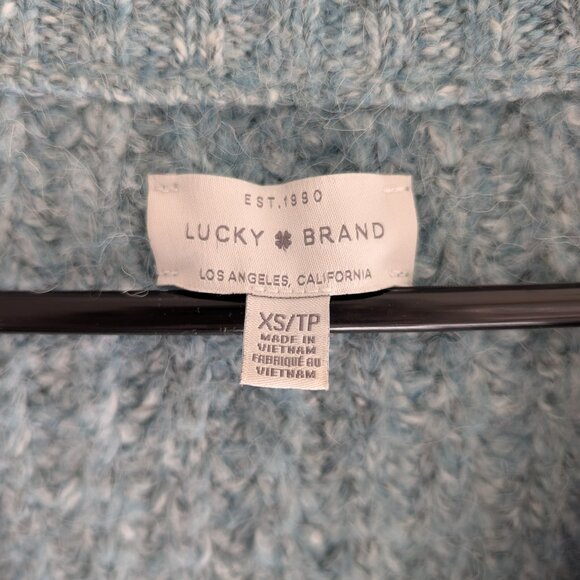 EST. 1990
LUCKY BRAND
LOS ANGELES, CALIFORNIA
XS/TP
MADE IN
VIETNAM
FABRIQUÉ AU
VIETNAM